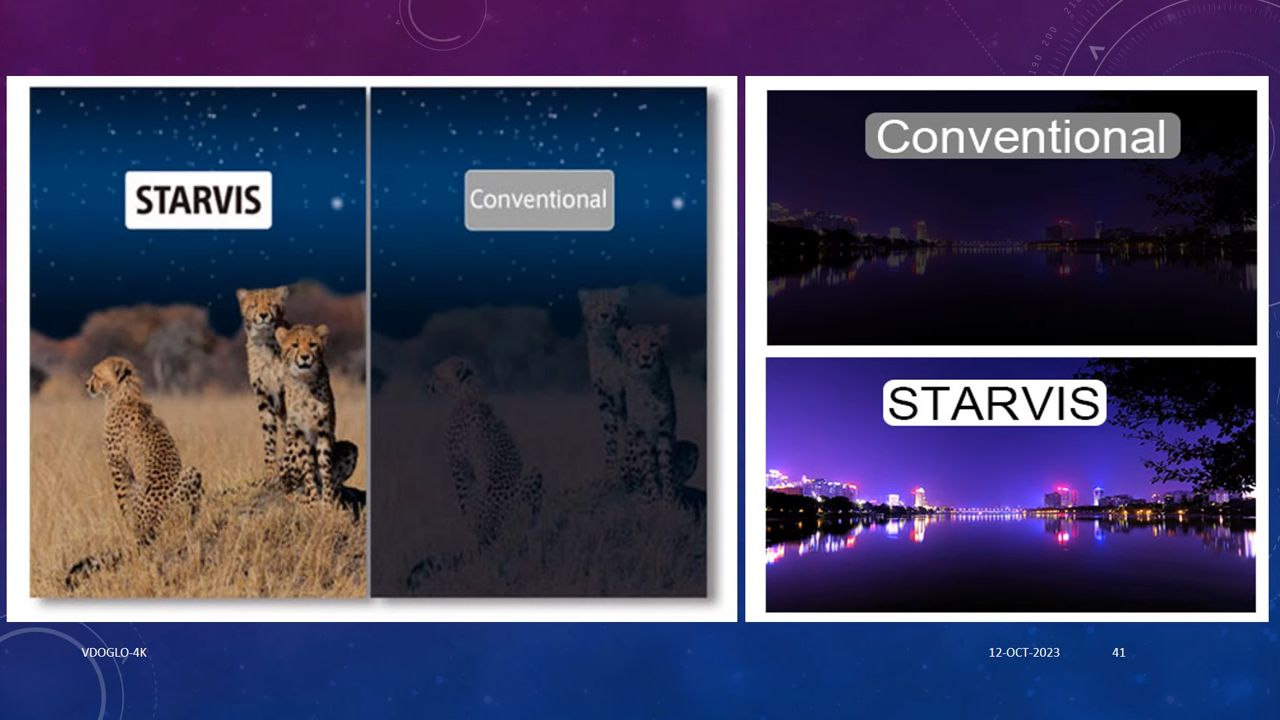 STARVIS
Conventional
Conventional
STARVIS
VDOGLO-4K
12-OCT-2023
41